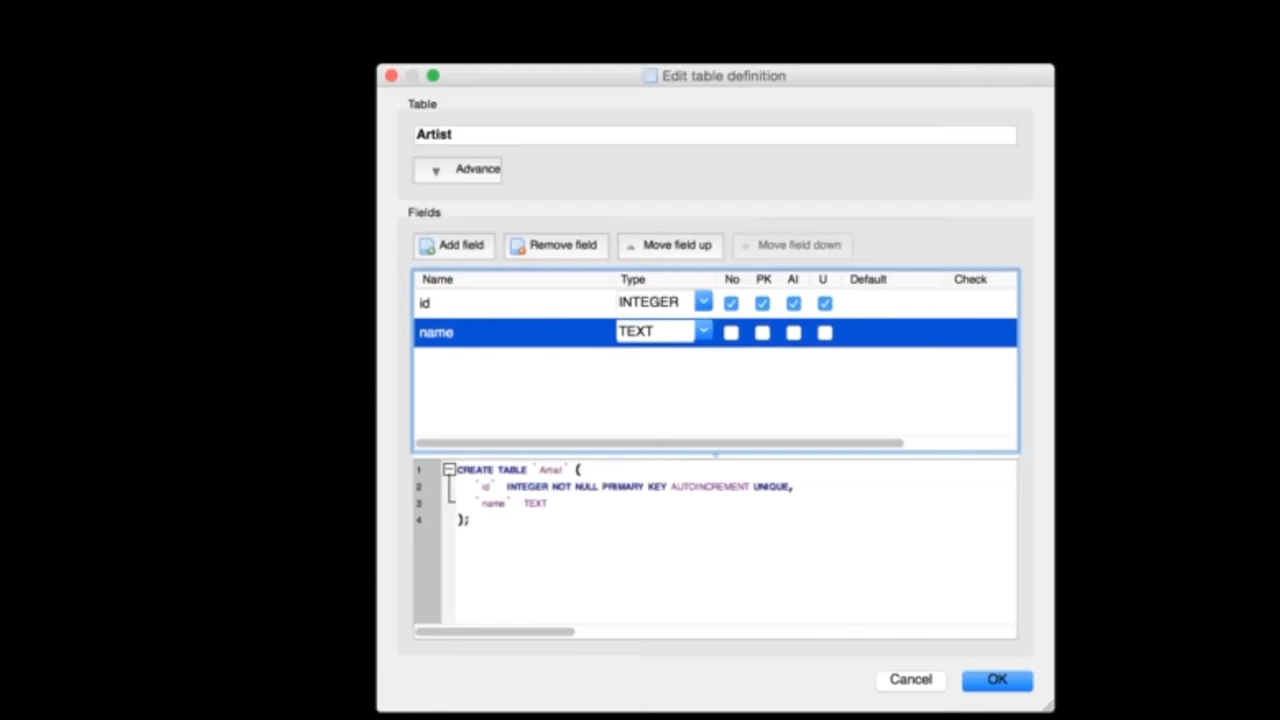 Edit table definition
Table
Artist
Advance
Fields
Add field Remove field Move field up Move field down
Name Type No PK AI U Default Check
id INTEGER
name TEXT
1 CREATE TABLE `Artist` (
2 `id` INTEGER NOT NULL PRIMARY KEY AUTOINCREMENT UNIQUE,
3 `name` TEXT
4 );
Cancel OK